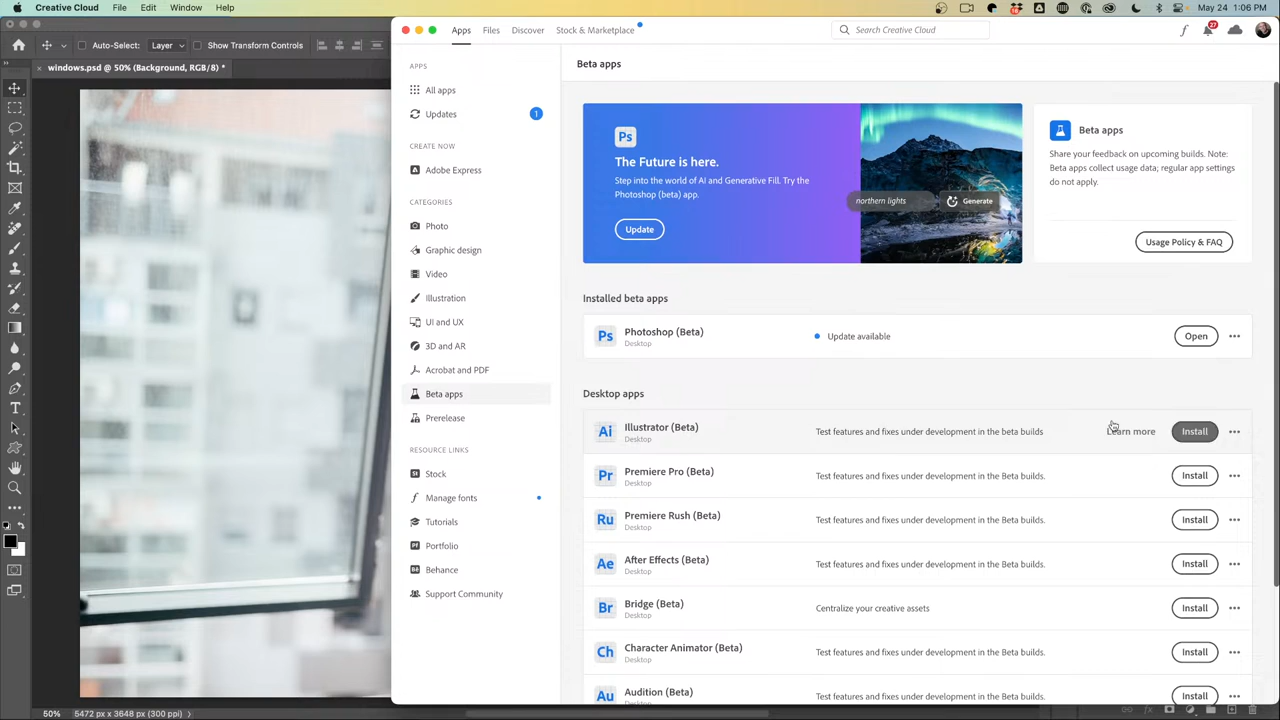 Creative Cloud File Apps Window Help
May 24 1:06 PM
Auto-Select: Layer Show Transform Controls
× windows.psd @ 50% (Background, RGB/8) *
Apps Files Discover Stock & Marketplace
Search Creative Cloud
27
APPS
All apps
Updates 1
CREATE NOW
Adobe Express
CATEGORIES
Photo
Graphic design
Video
Illustration
UI and UX
3D and AR
Acrobat and PDF
Beta apps
Prerelease
RESOURCE LINKS
Stock
Manage fonts
Tutorials
Portfolio
Behance
Support Community
Beta apps
Ps
The Future is here.
Step into the world of AI and Generative Fill. Try the
Photoshop (beta) app.
Update
northern lights Generate
Beta apps
Share your feedback on upcoming builds. Note:
Beta apps collect usage data; regular app settings
do not apply.
Usage Policy & FAQ
Installed beta apps
Ps Photoshop (Beta) Update available Open
Desktop
Desktop apps
Ai Illustrator (Beta) Test features and fixes under development in the beta builds Learn more Install
Desktop
Pr Premiere Pro (Beta) Test features and fixes under development in the Beta builds. Install
Desktop
Ru Premiere Rush (Beta) Test features and fixes under development in the Beta builds. Install
Desktop
Ae After Effects (Beta) Test features and fixes under development in the Beta builds. Install
Desktop
Br Bridge (Beta) Centralize your creative assets Install
Desktop
Ch Character Animator (Beta) Test features and fixes under development in the Beta builds. Install
Desktop
Au Audition (Beta) Test features and fixes under development in the Beta builds. Install
50% 5472 px x 3648 px (300 ppi)